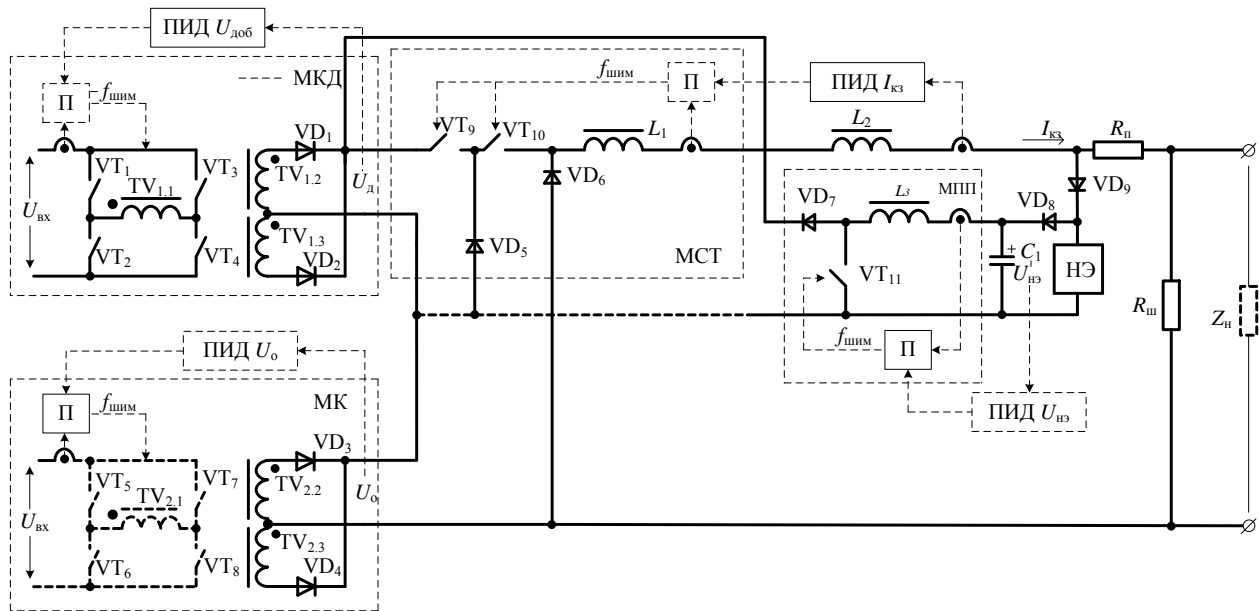 ПИД Uдоб
МКД
П
fшим
Uвх
VT1
VT2
VT3
VT4
TV1.1
TV1.2
TV1.3
VD1
VD2
Uд
МСТ
fшим
П
VT9
VT10
VD5
VD6
L1
ПИД Iкз
L2
Iкз
Rп
VD9
МПП
VD7
L3
VD8
VT11
+ C1
Uнэ
НЭ
fшим
П
ПИД Uнэ
Rш
Zн
ПИД Uо
МК
П
fшим
Uвх
VT5
VT6
VT7
VT8
TV2.1
TV2.2
TV2.3
VD3
VD4
Uо